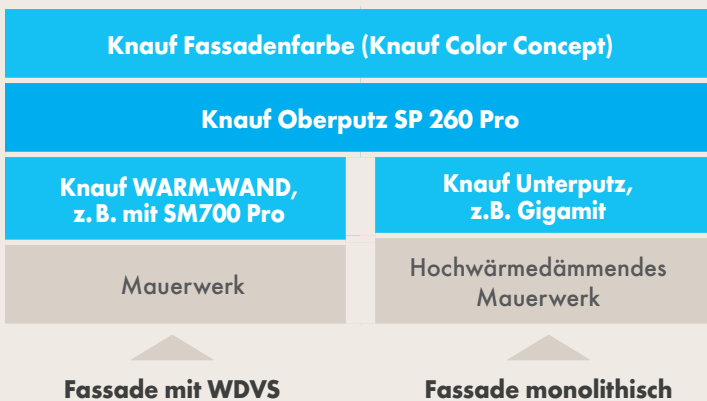 Knauf Fassadenfarbe (Knauf Color Concept)
Knauf Oberputz SP 260 Pro
Knauf WARM-WAND,
z. B. mit SM700 Pro
Knauf Unterputz,
z.B. Gigamit
Mauerwerk
Hochwärmedämmendes
Mauerwerk
Fassade mit WDVS
Fassade monolithisch